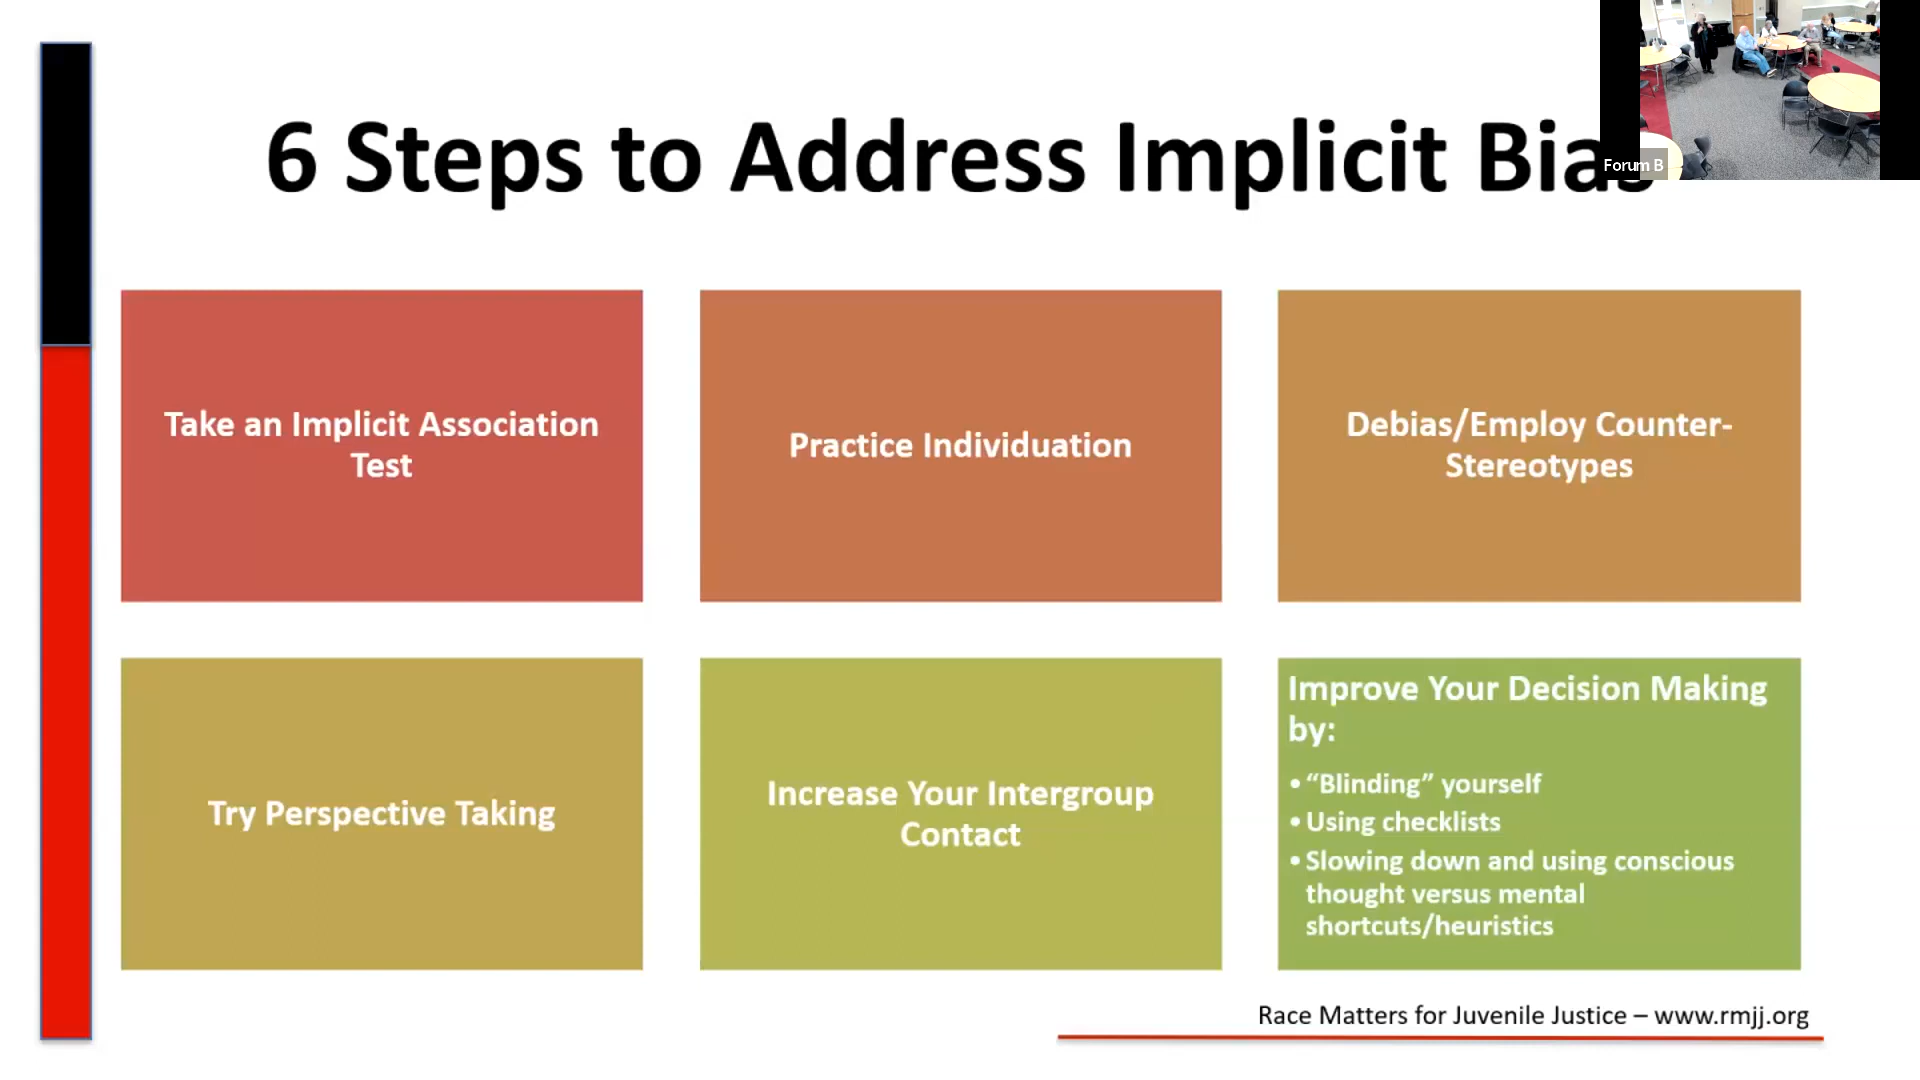 6 Steps to Address Implicit Bias
Forum B
Take an Implicit Association
Test
Practice Individuation
Debias/Employ Counter-
Stereotypes
Try Perspective Taking
Increase Your Intergroup
Contact
Improve Your Decision Making
by:
• “Blinding” yourself
• Using checklists
• Slowing down and using conscious
thought versus mental
shortcuts/heuristics
Race Matters for Juvenile Justice – www.rmjj.org